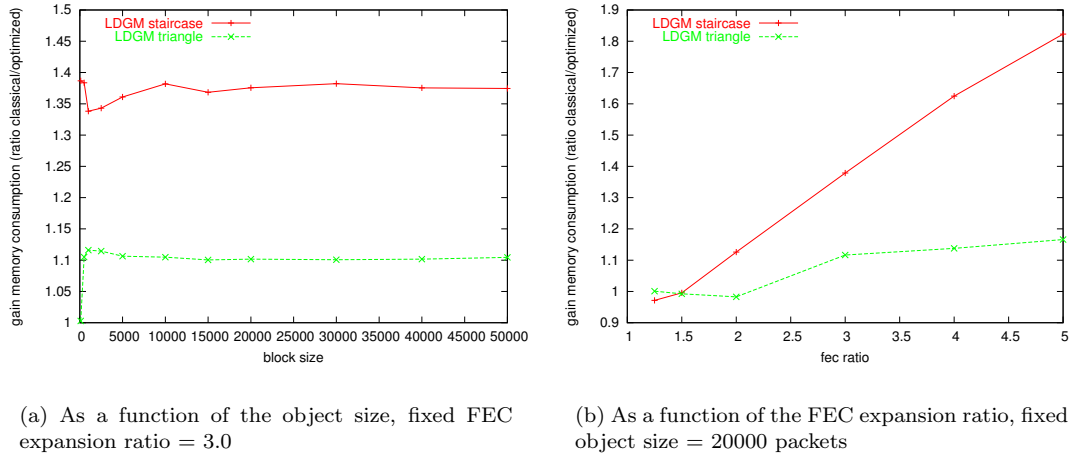 gain memory consumption (ratio classical/optimized)
1.5
1.45
1.4
1.35
1.3
1.25
1.2
1.15
1.1
1.05
1
LDGM staircase
LDGM triangle
0 5000 10000 15000 20000 25000 30000 35000 40000 45000 50000
block size
(a) As a function of the object size, fixed FEC
expansion ratio = 3.0
gain memory consumption (ratio classical/optimized)
1.9
1.8
1.7
1.6
1.5
1.4
1.3
1.2
1.1
1
0.9
LDGM staircase
LDGM triangle
1 1.5 2 2.5 3 3.5 4 4.5 5
fec ratio
(b) As a function of the FEC expansion ratio, fixed
object size = 20000 packets